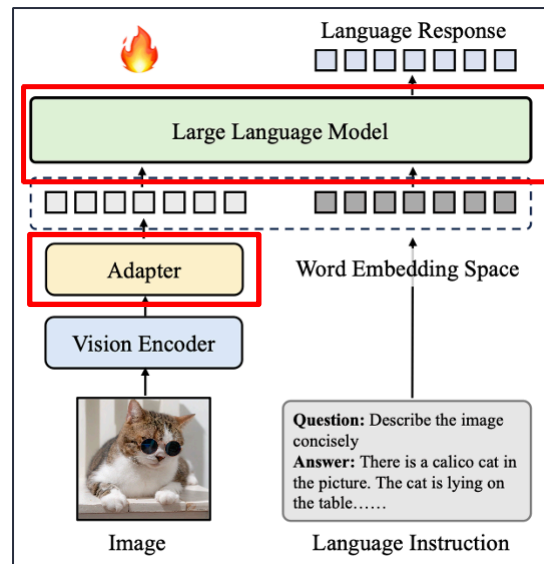 Language Response
Large Language Model
Adapter
Word Embedding Space
Vision Encoder
Question: Describe the image
concisely
Answer: There is a calico cat in
the picture. The cat is lying on
the table......
Image
Language Instruction